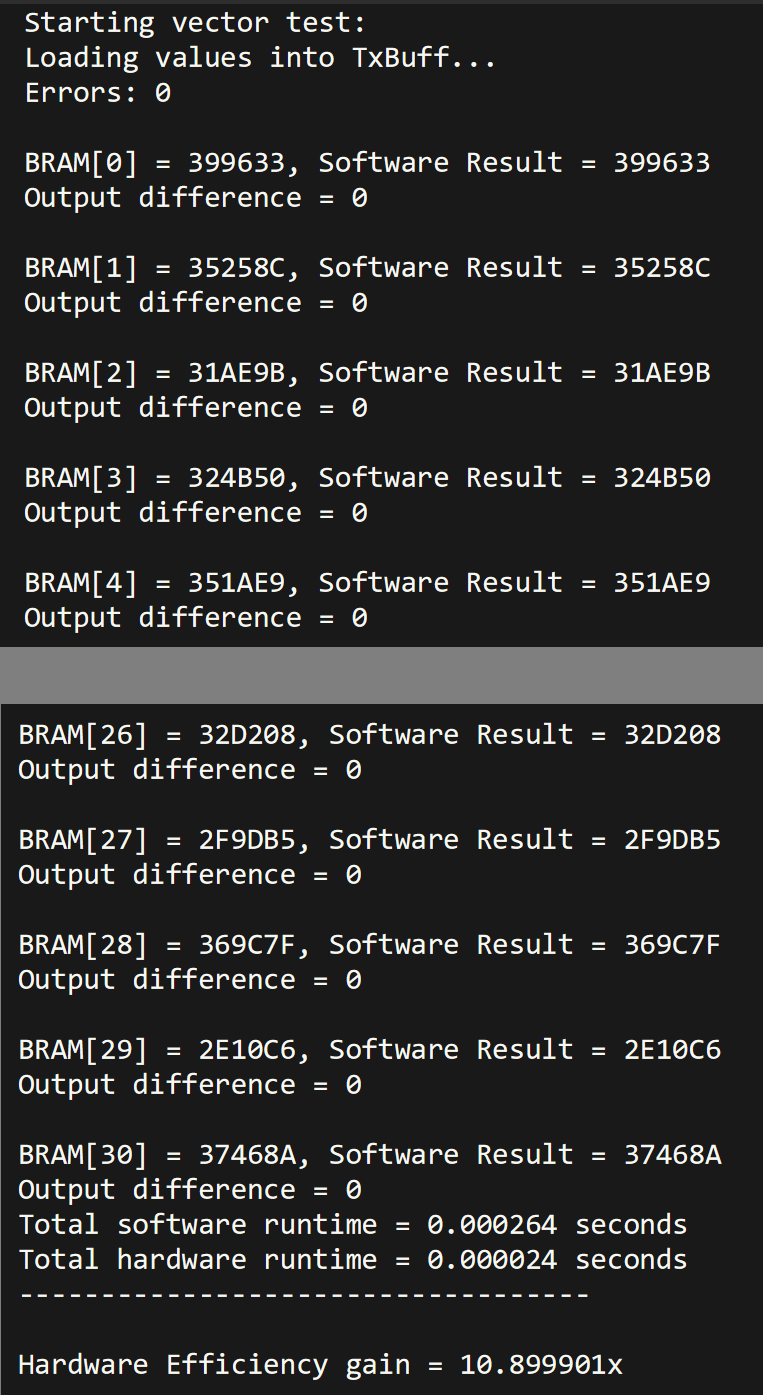 Starting vector test:
Loading values into TxBuff...
Errors: 0
BRAM[0] = 399633, Software Result = 399633
Output difference = 0
BRAM[1] = 35258C, Software Result = 35258C
Output difference = 0
BRAM[2] = 31AE9B, Software Result = 31AE9B
Output difference = 0
BRAM[3] = 324B50, Software Result = 324B50
Output difference = 0
BRAM[4] = 351AE9, Software Result = 351AE9
Output difference = 0
BRAM[26] = 32D208, Software Result = 32D208
Output difference = 0
BRAM[27] = 2F9DB5, Software Result = 2F9DB5
Output difference = 0
BRAM[28] = 369C7F, Software Result = 369C7F
Output difference = 0
BRAM[29] = 2E10C6, Software Result = 2E10C6
Output difference = 0
BRAM[30] = 37468A, Software Result = 37468A
Output difference = 0
Total software runtime = 0.000264 seconds
Total hardware runtime = 0.000024 seconds
-----------------------------------
Hardware Efficiency gain = 10.899901x